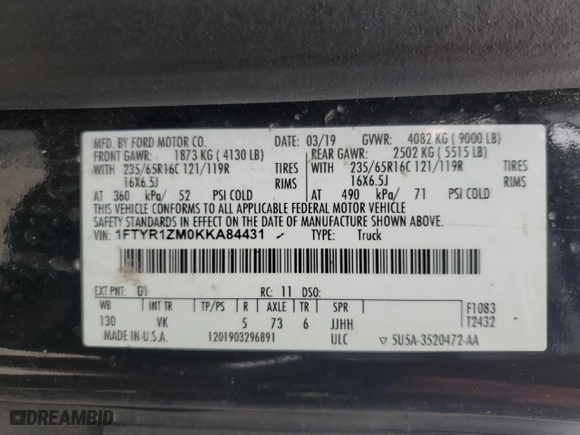 MFD. BY FORD MOTOR CO. DATE: 03/19 GVWR: 4082 KG ( 9000 LB)
FRONT GAWR: 1873 KG ( 4130 LB) REAR GAWR: 2502 KG ( 5515 LB)
WITH 235/65R16C 121/119R TIRES WITH 235/65R16C 121/119R TIRES
16X6.5J RIMS 16X6.5J RIMS
AT 360 kPa/ 52 PSI COLD AT 490 kPa/ 71 PSI COLD
THIS VEHICLE CONFORMS TO ALL APPLICABLE FEDERAL MOTOR VEHICLE
SAFETY STANDARDS IN EFFECT ON THE DATE OF MANUFACTURE SHOWN ABOVE.
VIN: 1FTYR1ZM0KKA84431 TYPE: Truck
EXT PNT: G1 RC: 11 DSO:
WB INT TR TP/PS R AXLE TR SPR F1083
130 VK 5 73 6 JJHH T2432
MADE IN U.S.A. 1201903296891 ULC ▽ 5U5A-3520472-AA
DREAMBID